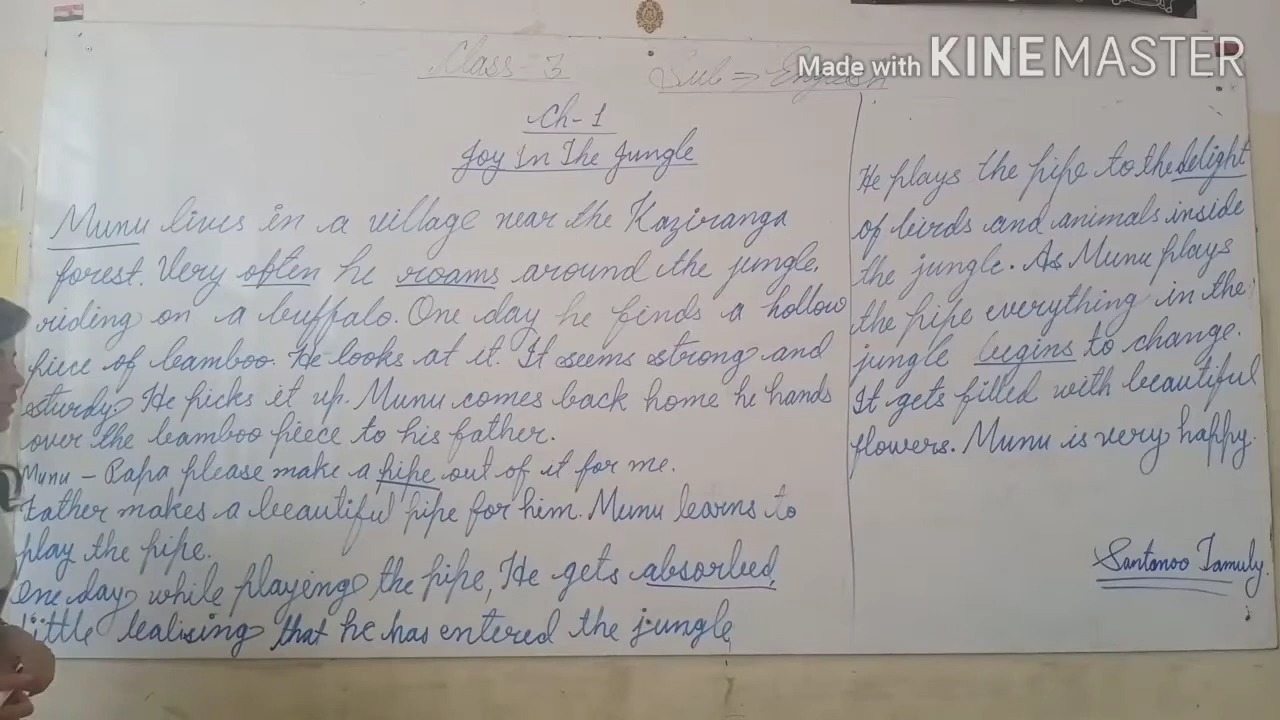 Made with KINEMASTER
Class-3
Sub => English
Ch-1
Joy In The Jungle
Munu lives in a village near the Kaziranga
forest. Very often he roams around the jungle,
riding on a buffalo. One day he finds a hollow
piece of bamboo. He looks at it. It seems strong and
sturdy. He picks it up. Munu comes back home he hands
over the bamboo piece to his father.
Munu - Papa please make a pipe out of it for me.
Father makes a beautiful pipe for him. Munu learns to
play the pipe.
One day while playing the pipe, He gets absorbed,
little lealising that he has entered the jungle,
He plays the pipe to the delight
of birds and animals inside
the jungle. As Munu plays
the pipe everything in the
jungle begins to change.
It gets filled with beautiful
flowers. Munu is very happy.
Santanoo Tamuly.